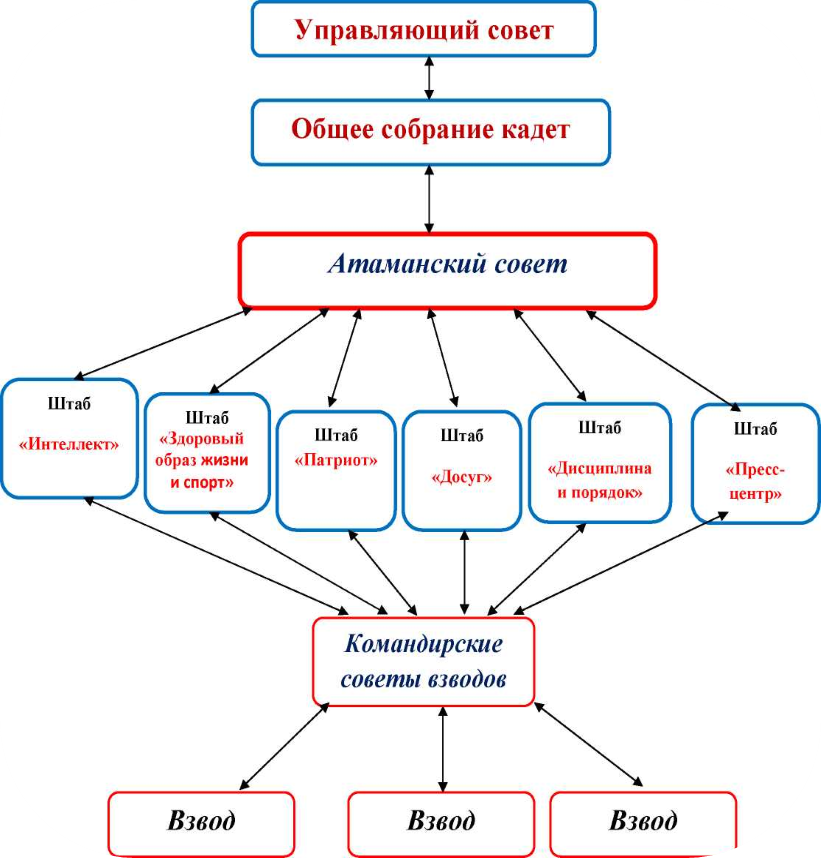 Управляющий совет
Общее собрание кадет
Атаманский совет
Штаб
«Интеллект»
Штаб
«Здоровый
образ жизни
и спорт»
Штаб
«Патриот»
Штаб
«Досуг»
Штаб
«Дисциплина
и порядок»
Штаб
«Пресс-
центр»
Командирские
советы взводов
Взвод
Взвод
Взвод